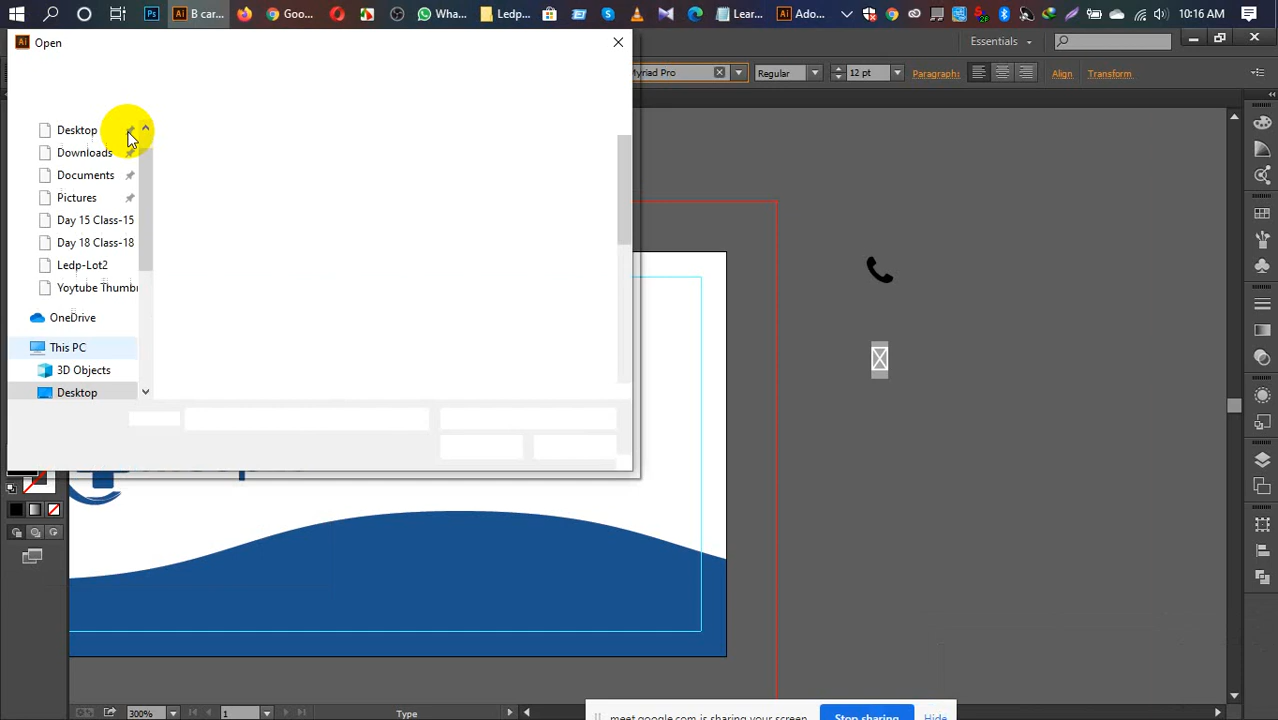 B car...
Goo...
Wha...
Ledp...
Lear...
Ado...
10:16 AM
Open
Essentials
Myriad Pro
Regular
12 pt
Paragraph:
Align
Transform
Desktop
Downloads
Documents
Pictures
Day 15 Class-15
Day 18 Class-18
Ledp-Lot2
Yoytube Thumbn
OneDrive
This PC
3D Objects
Desktop
300%
1
Type
meet.google.com is sharing your screen.
Stop sharing
Hide